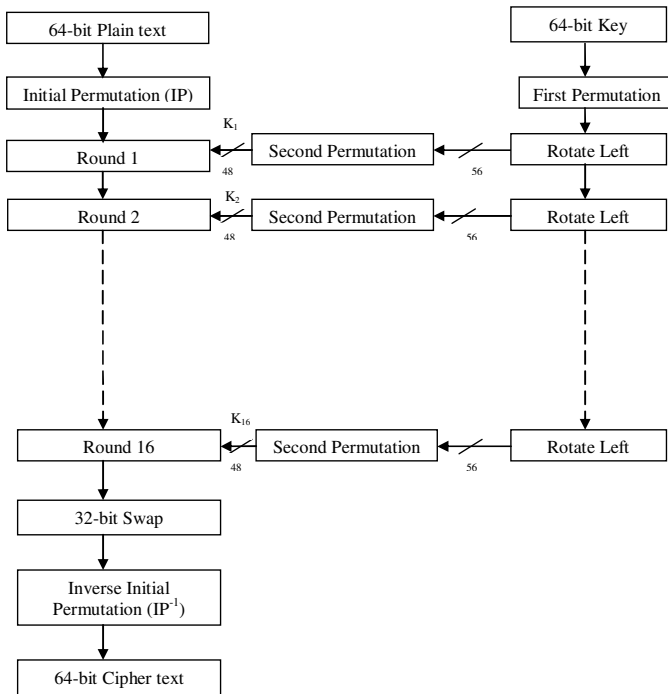 64-bit Plain text
64-bit Key
Initial Permutation (IP)
First Permutation
K1
Round 1
48
Second Permutation
56
Rotate Left
K2
Round 2
48
Second Permutation
56
Rotate Left
K16
Round 16
48
Second Permutation
56
Rotate Left
32-bit Swap
Inverse Initial
Permutation (IP-1)
64-bit Cipher text